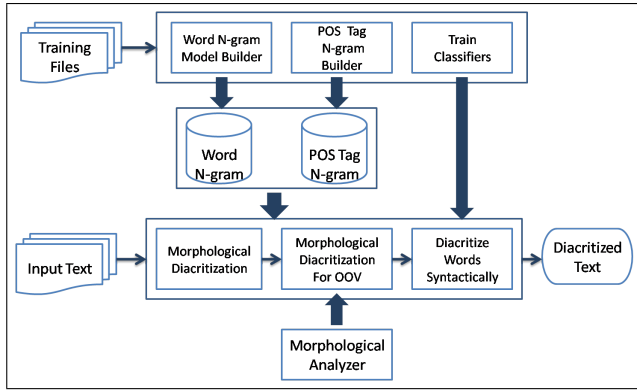 Training
Files
Word N-gram
Model Builder
POS Tag
N-gram
Builder
Train
Classifiers
Word
N-gram
POS Tag
N-gram
Input Text
Morphological
Diacritization
Morphological
Diacritization
For OOV
Diacritize
Words
Syntactically
Diacritized
Text
Morphological
Analyzer